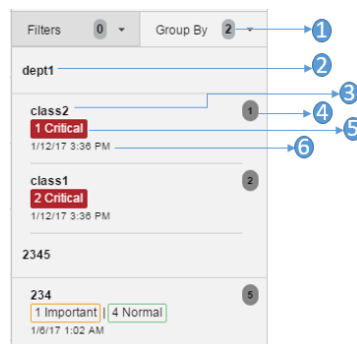 Filters 0 Group By 2 1
dept1 2
class2 1 3
1 Critical 4
1/12/17 3:36 PM 5
6
class1 2
2 Critical
1/12/17 3:36 PM
2345
234 5
1 Important | 4 Normal
1/6/17 1:02 AM